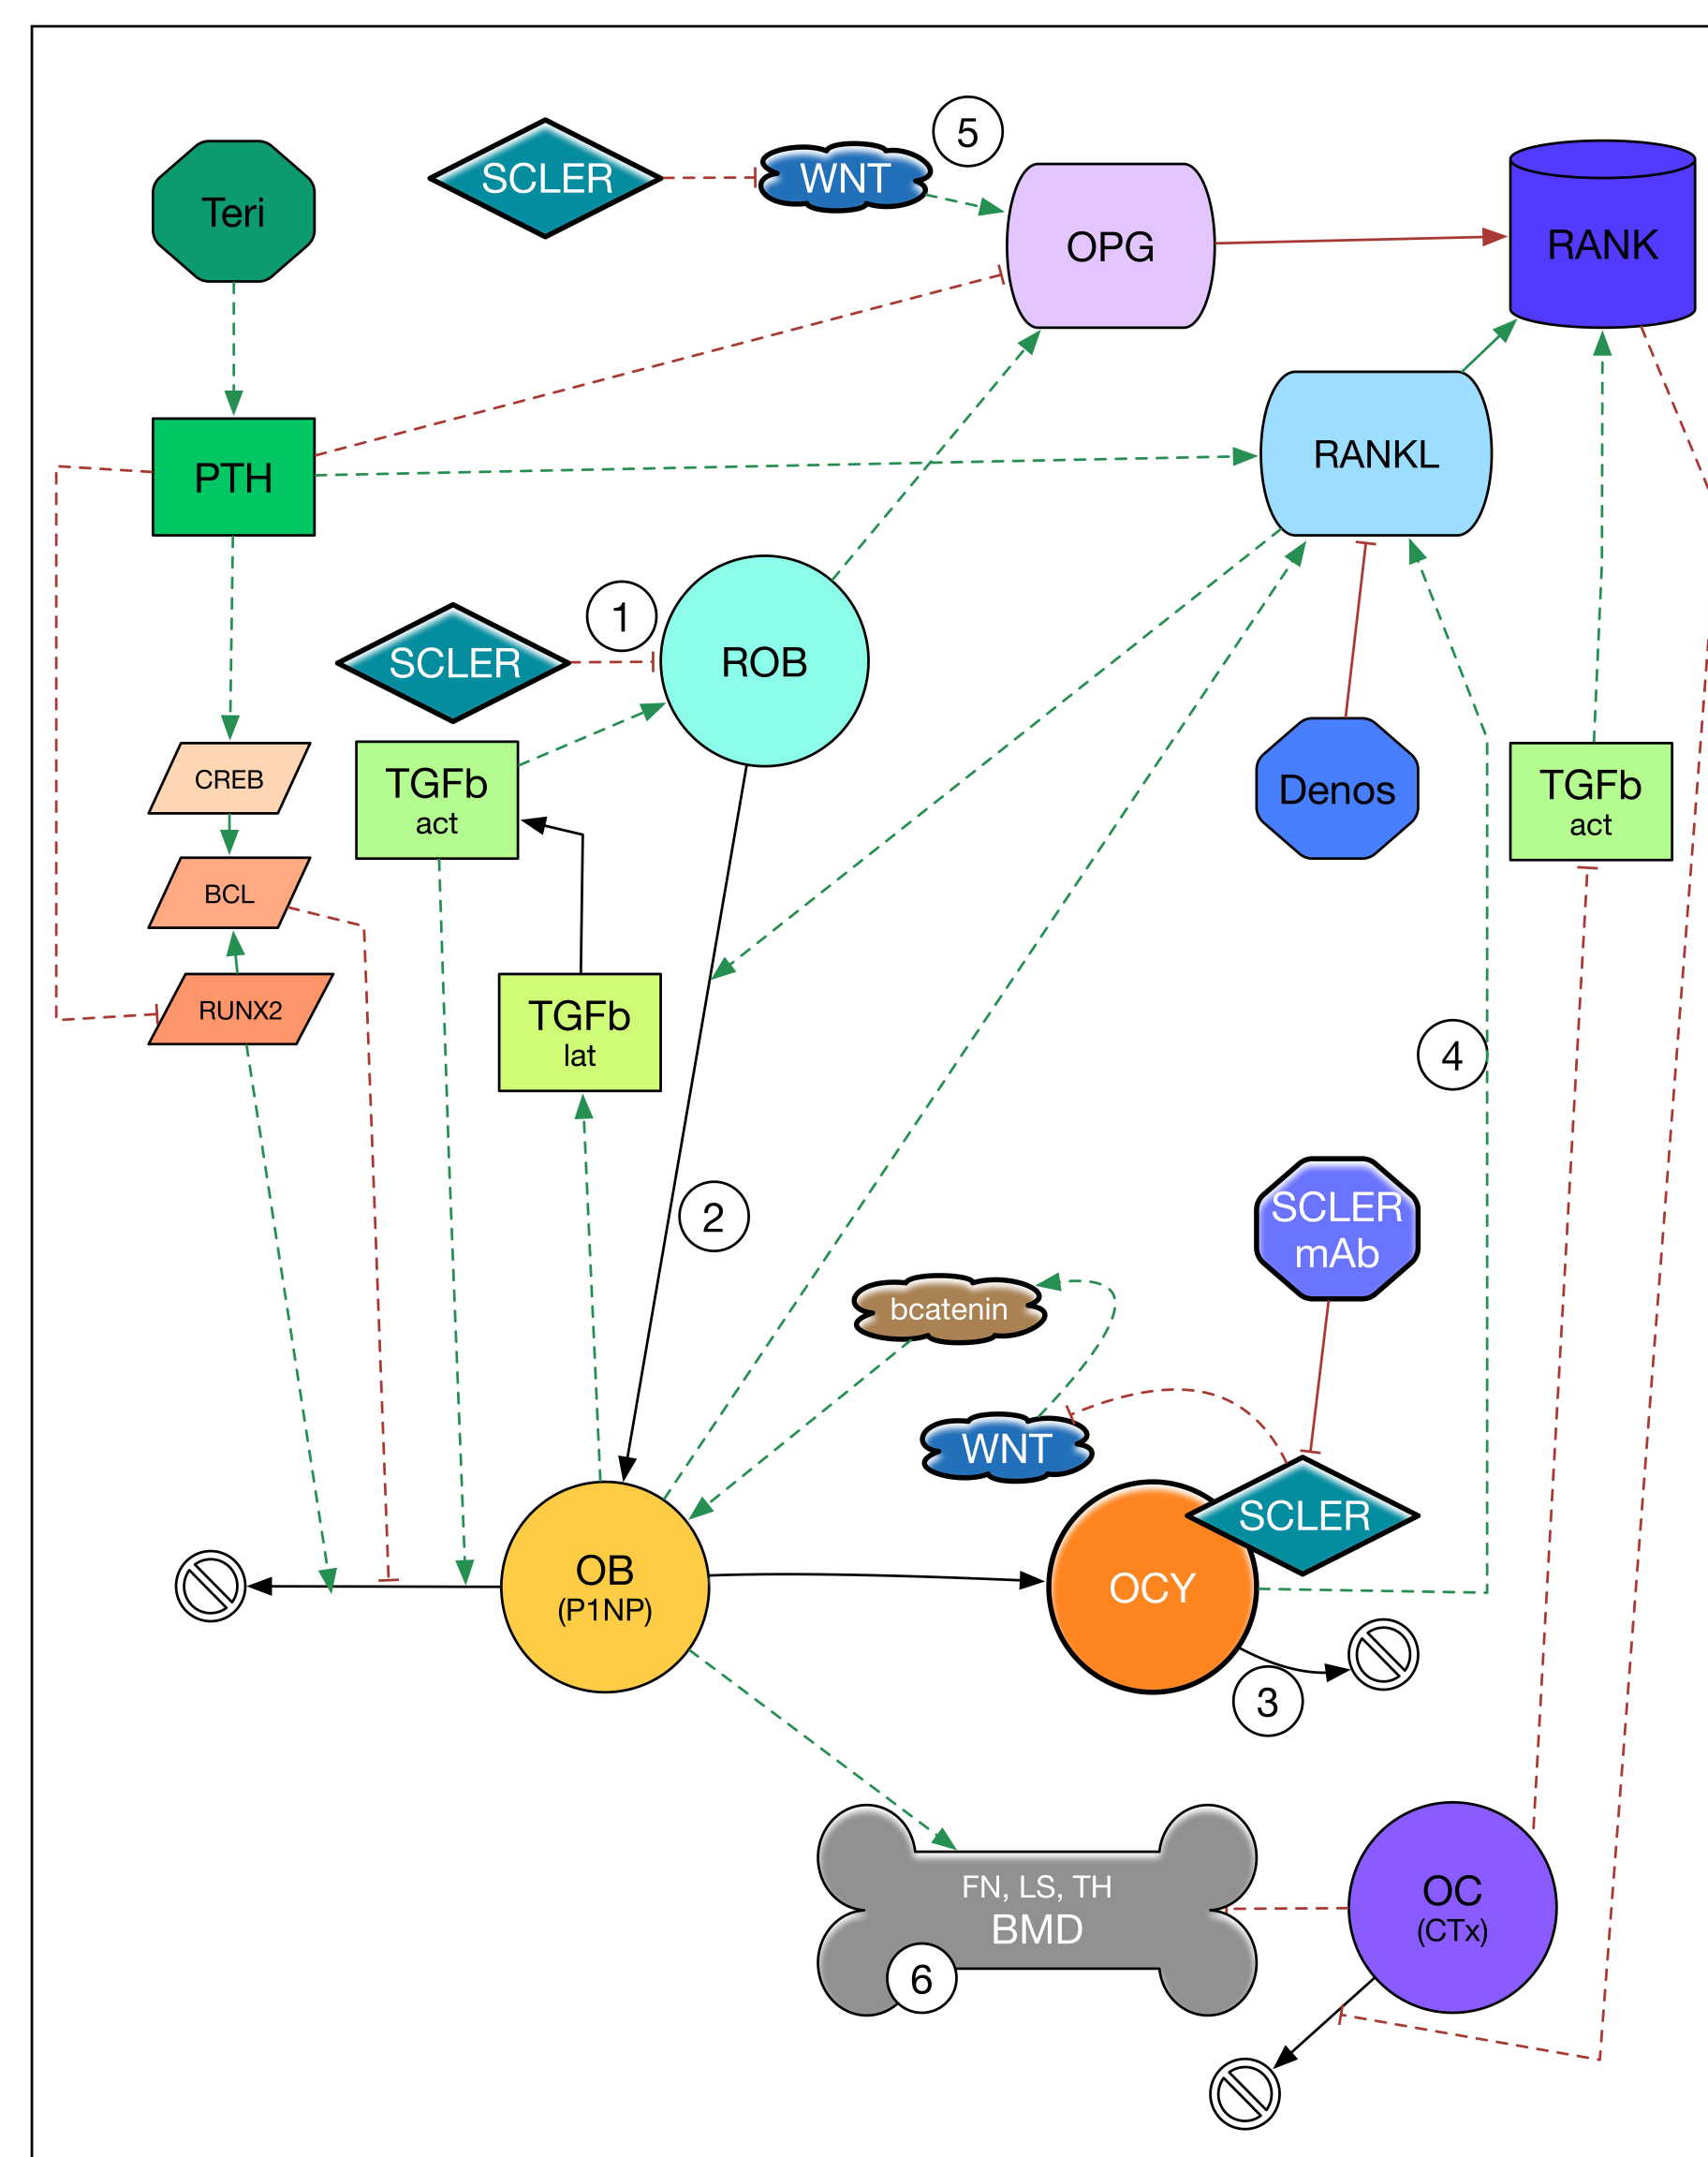 5
SCLER
WNT
Teri
OPG
RANK
PTH
RANKL
1
SCLER
ROB
CREB
TGFb
act
Denos
TGFb
act
BCL
RUNX2
TGFb
lat
4
2
SCLER
mAb
bcatenin
WNT
SCLER
OB
(P1NP)
OCY
3
FN, LS, TH
BMD
OC
(CTx)
6